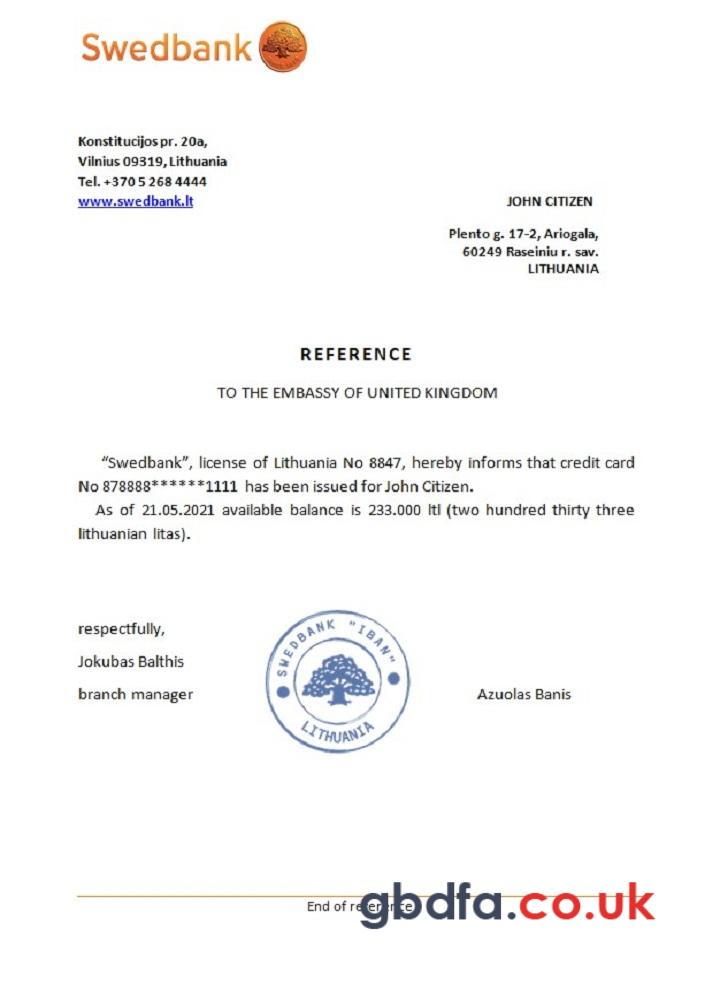 Swedbank
Konstitucijos pr. 20a,
Vilnius 09319, Lithuania
Tel. +370 5 268 4444
www.swedbank.lt
JOHN CITIZEN
Plento g. 17-2, Ariogala,
60249 Raseiniu r. sav.
LITHUANIA
REFERENCE
TO THE EMBASSY OF UNITED KINGDOM
“Swedbank”, license of Lithuania No 8847, hereby informs that credit card
No 878888******1111 has been issued for John Citizen.
As of 21.05.2021 available balance is 233.000 ltl (two hundred thirty three
lithuanian litas).
respectfully,
Jokubas Balthis
branch manager
SWEDBANK "IBAN"
LITHUANIA
Azuolas Banis
End of reference
gbdfa.co.uk